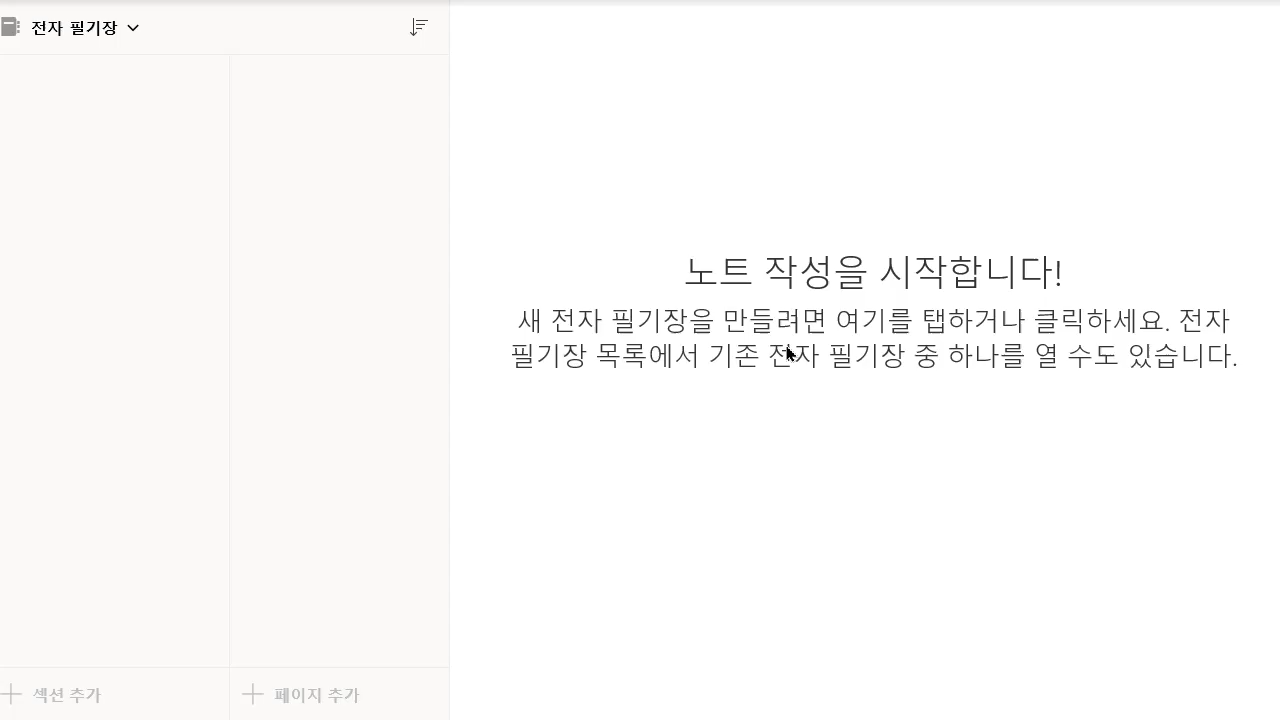 전자 필기장
노트 작성을 시작합니다!
새 전자 필기장을 만들려면 여기를 탭하거나 클릭하세요. 전자
필기장 목록에서 기존 전자 필기장 중 하나를 열 수도 있습니다.
섹션 추가
페이지 추가